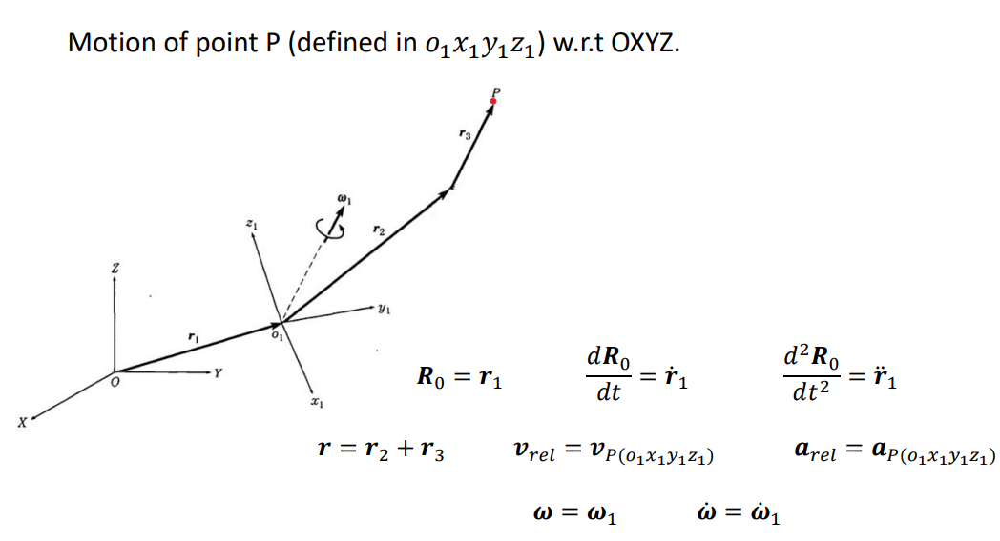 Motion of point P (defined in o₁x₁y₁z₁) w.r.t OXYZ.
P
r₃
ω₁
z₁
r₂
Z
y₁
r₁
o₁
Y
O
X
x₁
R₀ = r₁ dR₀/dt = ṙ₁ d²R₀/dt² = r̈₁
r = r₂ + r₃ v_rel = v_P(o₁x₁y₁z₁) a_rel = a_P(o₁x₁y₁z₁)
ω = ω₁ ω̇ = ω̇₁